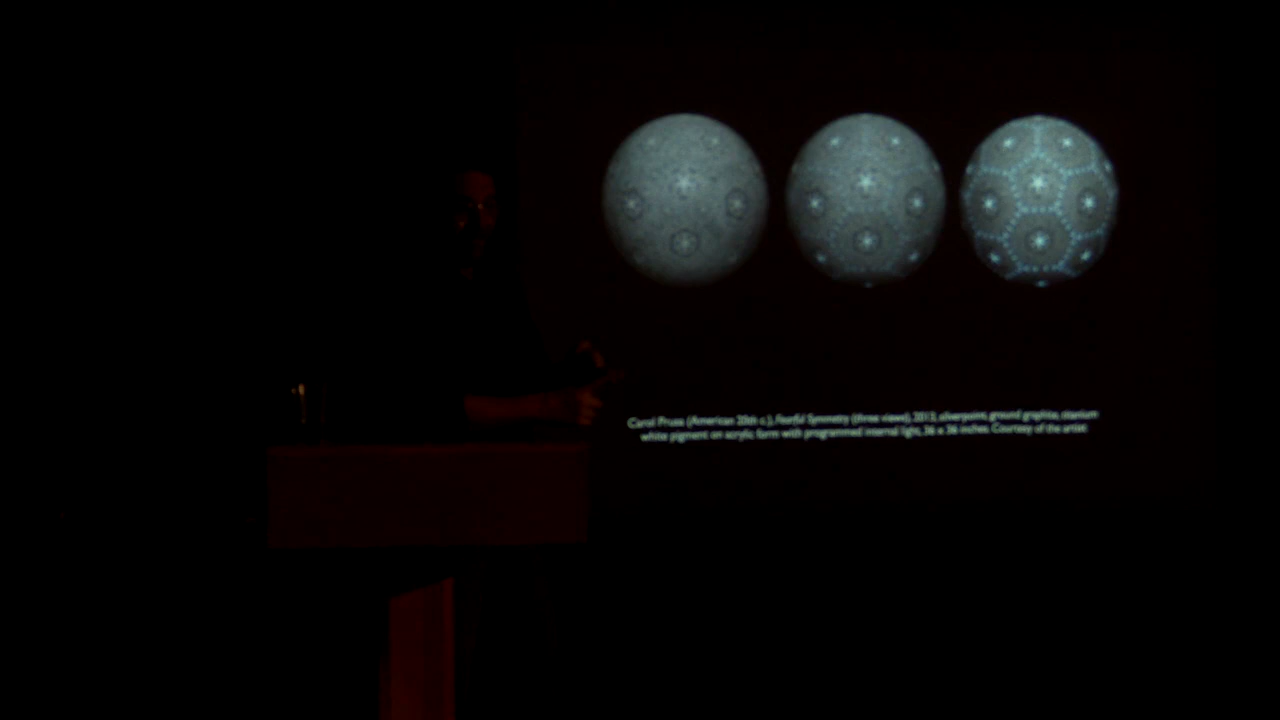 Carol Prusa (American 20th c.), Fearful Symmetry (three views), 2013, silverpoint, ground graphite, titanium
white pigment on acrylic form with programmed internal light, 36 x 36 inches. Courtesy of the artist